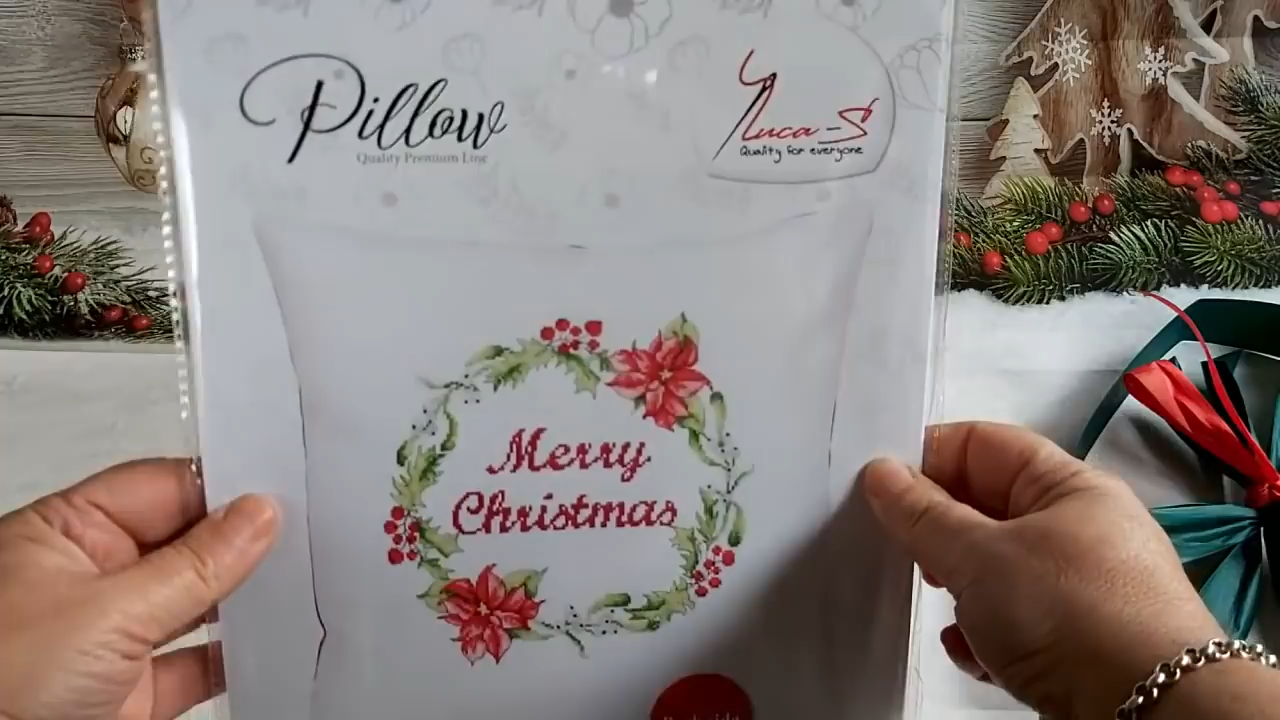 Pillow
Quality Premium Line
Luca-S
Quality for everyone
Merry
Christmas